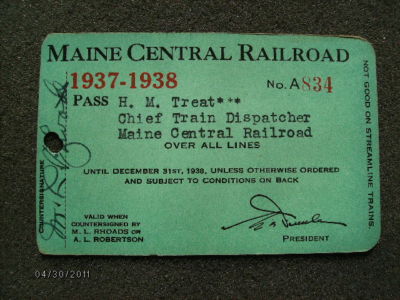 MAINE CENTRAL RAILROAD
1937-1938
No. A834
PASS H. M. Treat***
Chief Train Dispatcher
Maine Central Railroad
OVER ALL LINES
UNTIL DECEMBER 31ST, 1938, UNLESS OTHERWISE ORDERED
AND SUBJECT TO CONDITIONS ON BACK
VALID WHEN
COUNTERSIGNED BY
M. L. RHOADS OR
A. L. ROBERTSON
PRESIDENT
COUNTERSIGNATURE
NOT GOOD ON STREAMLINE TRAINS
04/30/2011